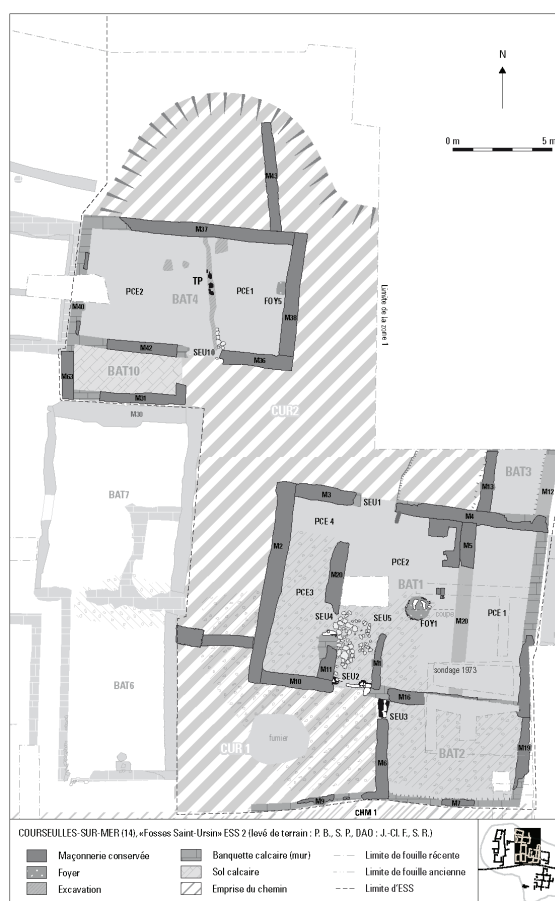 N
0 m 5 m
M43
M37
TP
PCE2
PCE1
BAT4
FOY5
M40
M38
Limite de la zone 1
M42
SEU10
M36
M63
BAT10
M31
M30
CUR2
BAT7
BAT3
M13
M12
M3
SEU1
M4
PCE 4
M5
M2
PCE2
BAT1
PCE3
M20
PCE 1
SEU4
SEU5
FOY1
coupe
M20
sondage 1973
M11
M10
SEU2
M16
SEU3
BAT6
CUR 1
fumier
BAT2
M19
M6
M9
CHM 1
M7
COURSEULLES-SUR-MER (14), «Fosses Saint-Ursin» ESS 2 (levé de terrain : P. B., S. P., DAO : J.-Cl. F., S. R.)
Maçonnerie conservée Banquette calcaire (mur) Limite de fouille récente
Foyer Sol calcaire Limite de fouille ancienne
Excavation Emprise du chemin Limite d'ESS